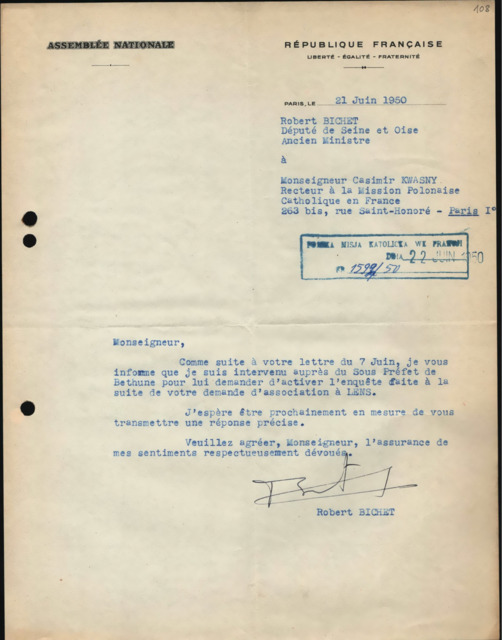 108
ASSEMBLÉE NATIONALE
RÉPUBLIQUE FRANÇAISE
LIBERTÉ - ÉGALITÉ - FRATERNITÉ
PARIS, LE 21 Juin 1950
Robert BICHET
Député de Seine et Oise
Ancien Ministre
à
Monseigneur Casimir KWASNY
Recteur à la Mission Polonaise
Catholique en France
263 bis, rue Saint-Honoré - Paris I°
POLSKA MISJA KATOLICKA WE FRANCJI
DNIA 22 JUIN 1950
NR 1599/50
Monseigneur,
Comme suite à votre lettre du 7 Juin, je vous
informe que je suis intervenu auprès du Sous Préfet de
Bethune pour lui demander d'activer l'enquête faite à la
suite de votre demande d'association à LENS.
J'espère être prochainement en mesure de vous
transmettre une réponse précise.
Veuillez agréer, Monseigneur, l'assurance de
mes sentiments respectueusement dévoués.
Robert BICHET